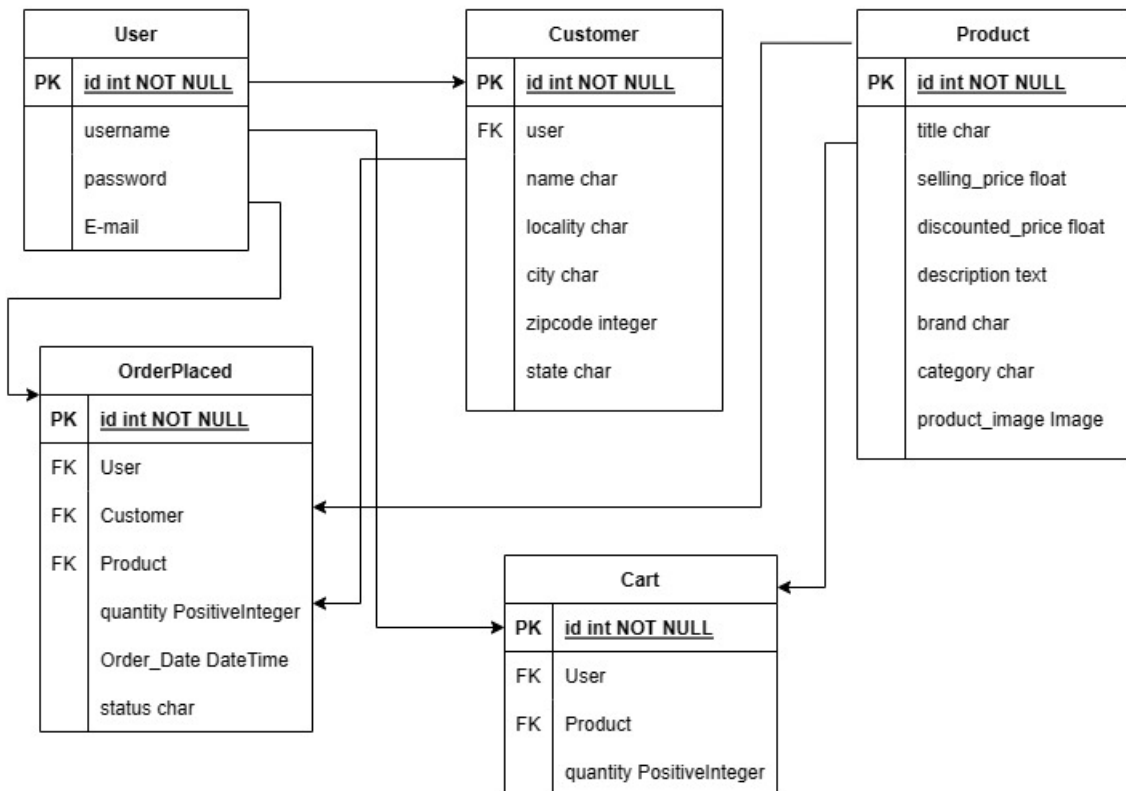 User
PK id int NOT NULL
username
password
E-mail
Customer
PK id int NOT NULL
FK user
name char
locality char
city char
zipcode integer
state char
Product
PK id int NOT NULL
title char
selling_price float
discounted_price float
description text
brand char
category char
product_image Image
OrderPlaced
PK id int NOT NULL
FK User
FK Customer
FK Product
quantity PositiveInteger
Order_Date DateTime
status char
Cart
PK id int NOT NULL
FK User
FK Product
quantity PositiveInteger